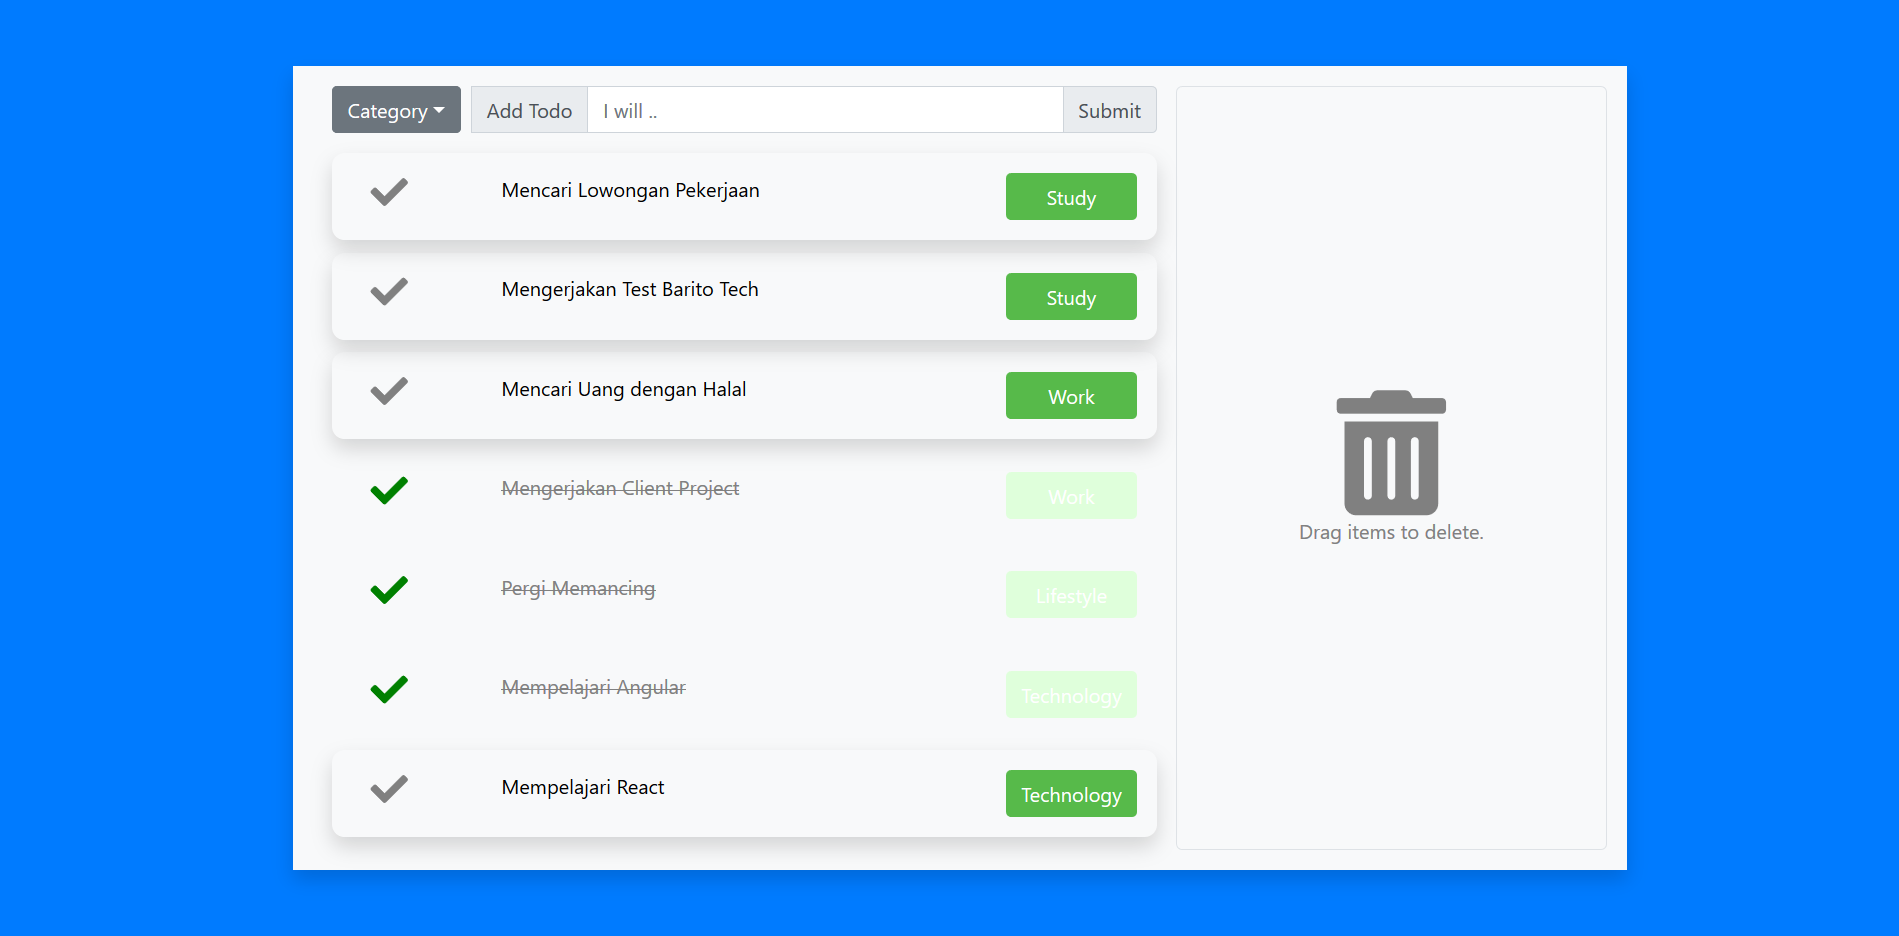 Category
Add Todo
I will ..
Submit
Mencari Lowongan Pekerjaan
Study
Mengerjakan Test Barito Tech
Study
Mencari Uang dengan Halal
Work
Mengerjakan Client Project
Work
Pergi Memancing
Lifestyle
Mempelajari Angular
Technology
Mempelajari React
Technology
Drag items to delete.